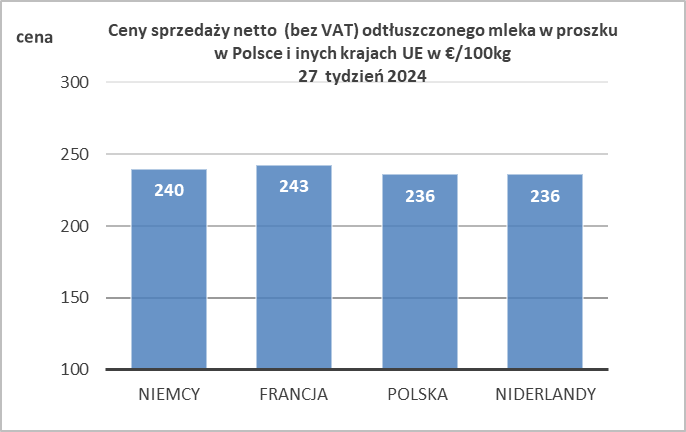 cena
Ceny sprzedaży netto (bez VAT) odtłuszczonego mleka w proszku
w Polsce i inych krajach UE w €/100kg
27 tydzień 2024
300
250
200
150
100
240
243
236
236
NIEMCY
FRANCJA
POLSKA
NIDERLANDY